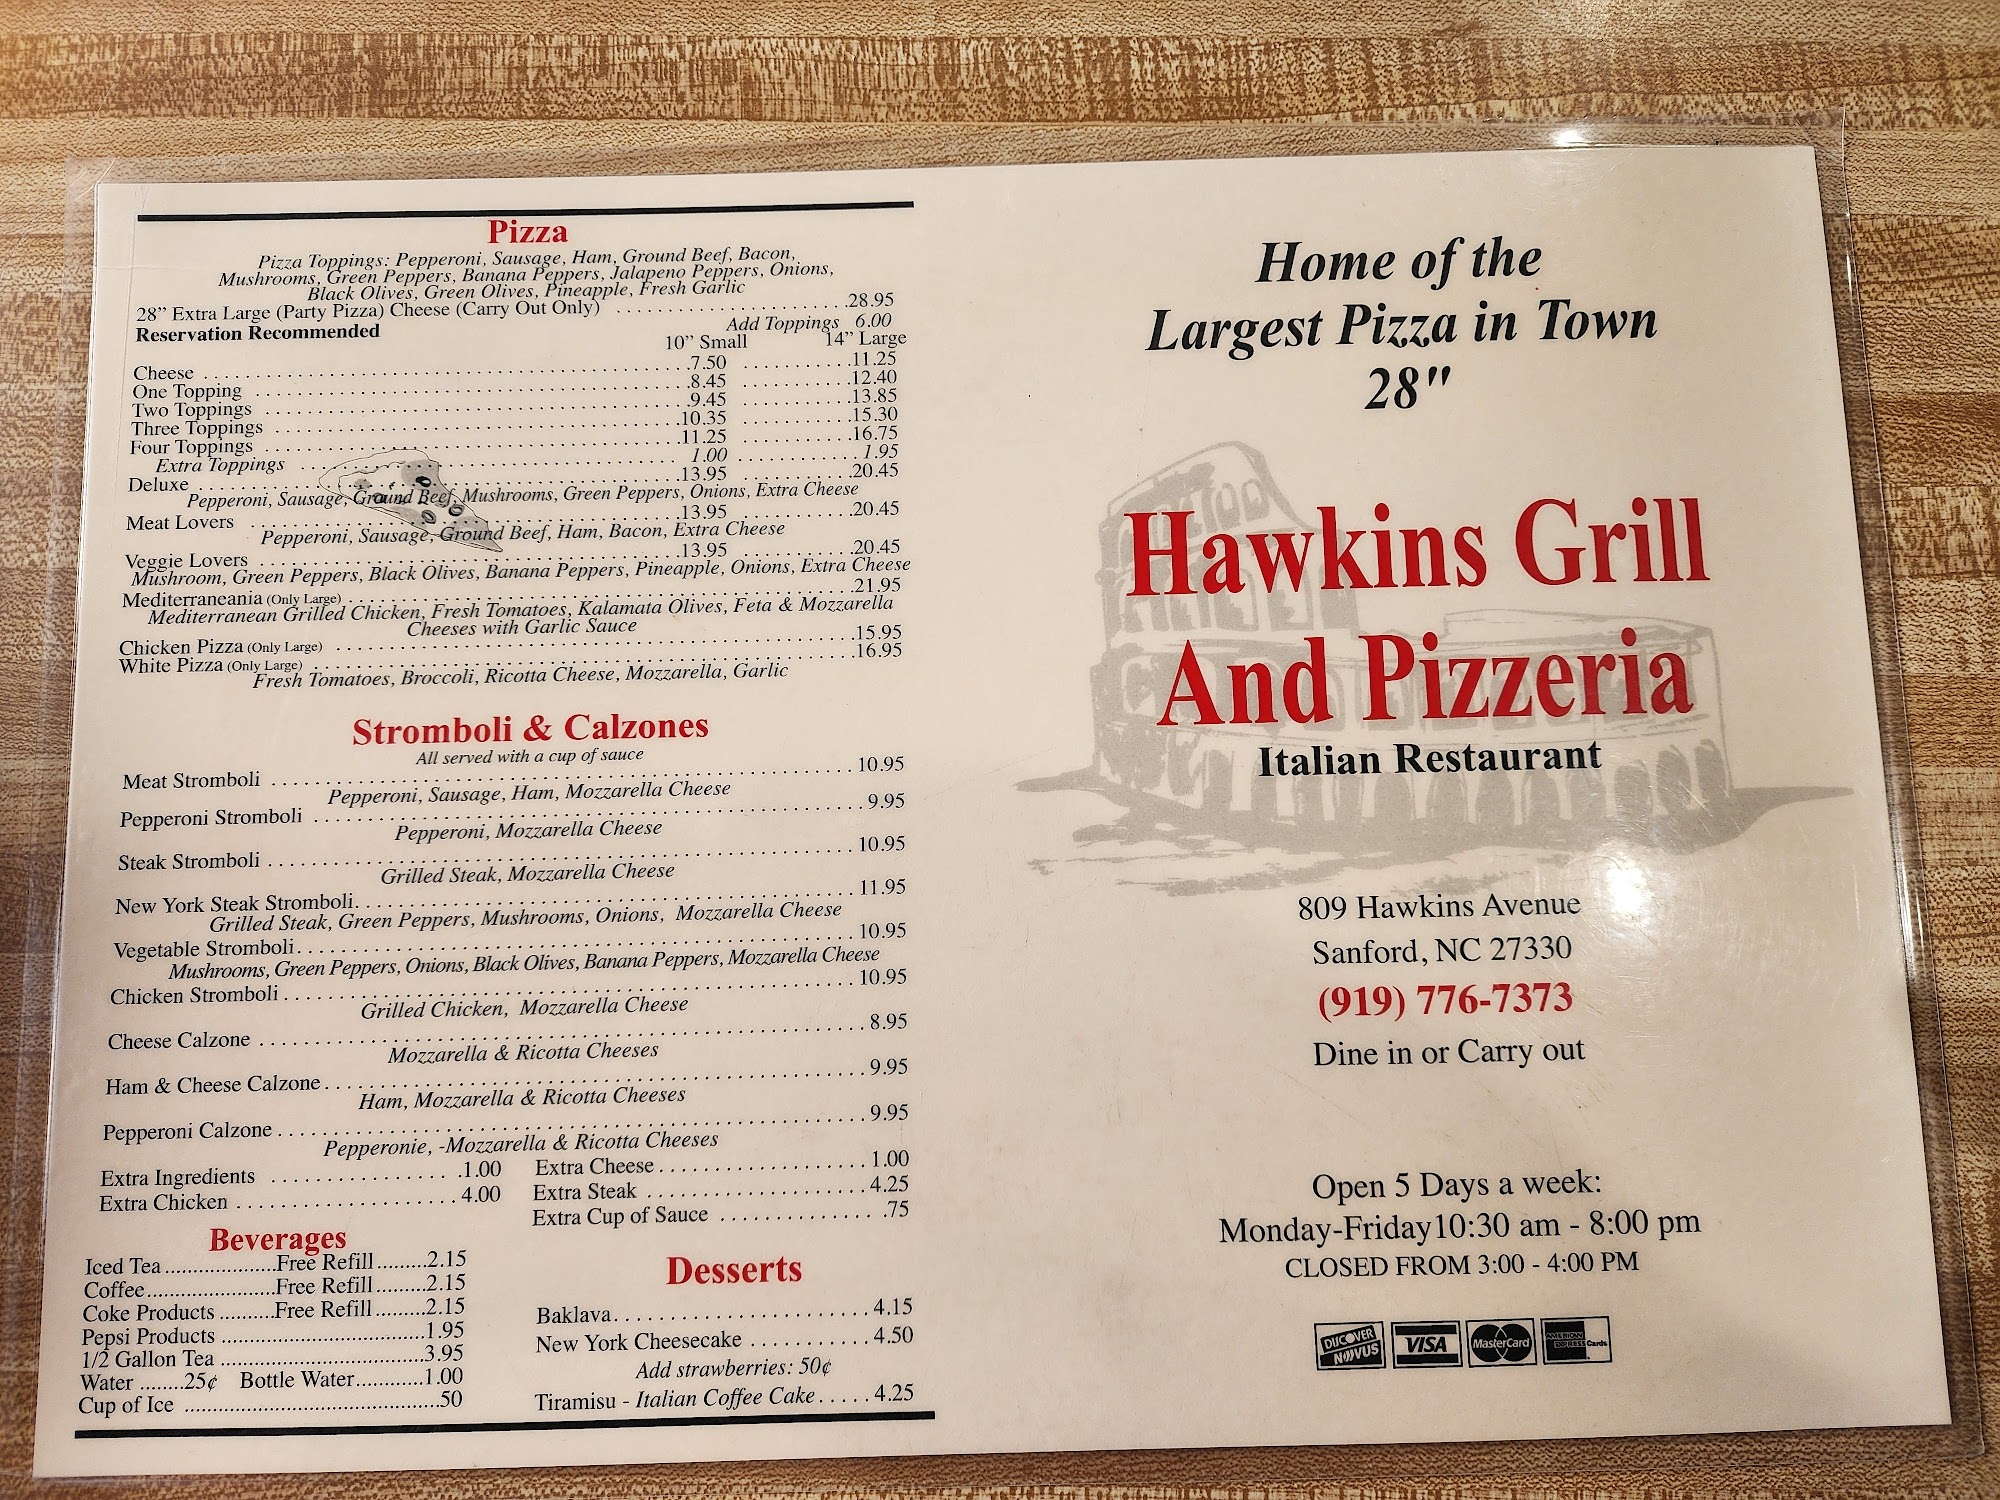 Pizza
Pizza Toppings: Pepperoni, Sausage, Ham, Ground Beef, Bacon,
Mushrooms, Green Peppers, Banana Peppers, Jalapeno Peppers, Onions,
Black Olives, Green Olives, Pineapple, Fresh Garlic
28” Extra Large (Party Pizza) Cheese (Carry Out Only) ........................28.95
Reservation Recommended Add Toppings 6.00
10” Small 14” Large
Cheese ........................7.50 ............11.25
One Topping ........................8.45 ............12.40
Two Toppings ........................9.45 ............13.85
Three Toppings ........................10.35 ............15.30
Four Toppings ........................11.25 ............16.75
Extra Toppings ........................1.00 ............1.95
Deluxe ........................13.95 ............20.45
Pepperoni, Sausage, Ground Beef, Mushrooms, Green Peppers, Onions, Extra Cheese
Meat Lovers ........................13.95 ............20.45
Pepperoni, Sausage, Ground Beef, Ham, Bacon, Extra Cheese
Veggie Lovers ........................13.95 ............20.45
Mushroom, Green Peppers, Black Olives, Banana Peppers, Pineapple, Onions, Extra Cheese
Mediterraneania (Only Large) ........................21.95
Mediterranean Grilled Chicken, Fresh Tomatoes, Kalamata Olives, Feta & Mozzarella
Cheeses with Garlic Sauce
Chicken Pizza (Only Large) ........................15.95
White Pizza (Only Large) ........................16.95
Fresh Tomatoes, Broccoli, Ricotta Cheese, Mozzarella, Garlic
Stromboli & Calzones
All served with a cup of sauce
Meat Stromboli ........................10.95
Pepperoni, Sausage, Ham, Mozzarella Cheese
Pepperoni Stromboli ........................9.95
Pepperoni, Mozzarella Cheese
Steak Stromboli ........................10.95
Grilled Steak, Mozzarella Cheese
New York Steak Stromboli........................11.95
Grilled Steak, Green Peppers, Mushrooms, Onions, Mozzarella Cheese
Vegetable Stromboli........................10.95
Mushrooms, Green Peppers, Onions, Black Olives, Banana Peppers, Mozzarella Cheese
Chicken Stromboli........................10.95
Grilled Chicken, Mozzarella Cheese
Cheese Calzone ........................8.95
Mozzarella & Ricotta Cheeses
Ham & Cheese Calzone........................9.95
Ham, Mozzarella & Ricotta Cheeses
Pepperoni Calzone........................9.95
Pepperonie, -Mozzarella & Ricotta Cheeses
Extra Ingredients ..................1.00
Extra Chicken ..................4.00
Extra Cheese..................1.00
Extra Steak ..................4.25
Extra Cup of Sauce ...............75
Beverages
Iced Tea....................Free Refill.........2.15
Coffee.......................Free Refill.........2.15
Coke Products..........Free Refill.........2.15
Pepsi Products .....................................1.95
1/2 Gallon Tea .....................................3.95
Water ........25¢ Bottle Water............1.00
Cup of Ice ..............................................50
Desserts
Baklava........................4.15
New York Cheesecake ...........4.50
Add strawberries: 50¢
Tiramisu - Italian Coffee Cake.....4.25
Home of the
Largest Pizza in Town
28"
Hawkins Grill
And Pizzeria
Italian Restaurant
809 Hawkins Avenue
Sanford, NC 27330
(919) 776-7373
Dine in or Carry out
Open 5 Days a week:
Monday-Friday10:30 am - 8:00 pm
CLOSED FROM 3:00 - 4:00 PM
DISCOVER NOVUS VISA MasterCard AMERICAN EXPRESS Cards